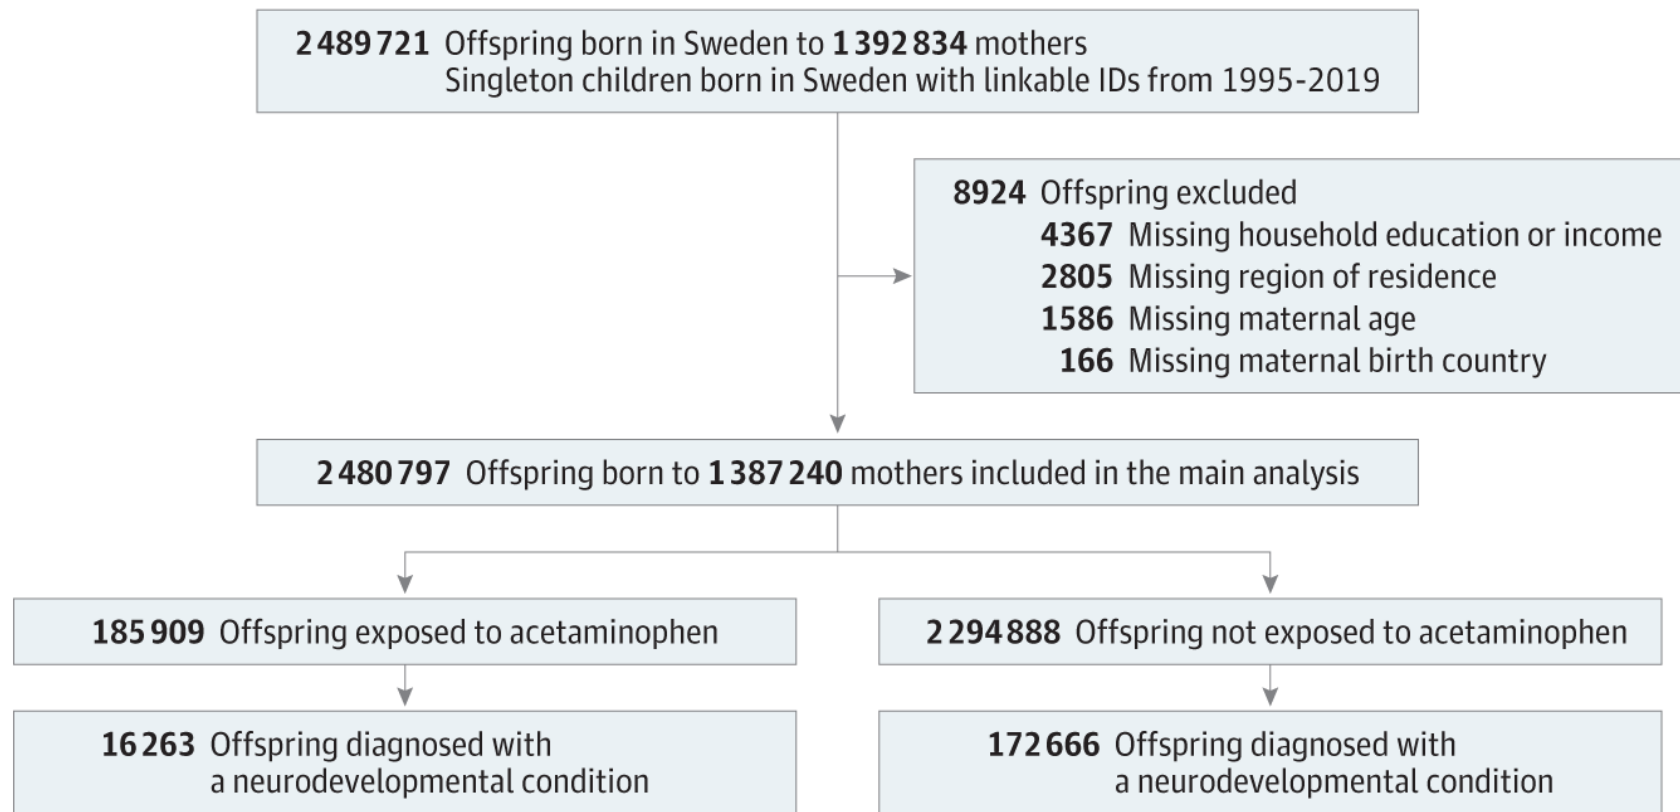 2 489 721 Offspring born in Sweden to 1 392 834 mothers
Singleton children born in Sweden with linkable IDs from 1995-2019
8924 Offspring excluded
4367 Missing household education or income
2805 Missing region of residence
1586 Missing maternal age
166 Missing maternal birth country
2 480 797 Offspring born to 1 387 240 mothers included in the main analysis
185 909 Offspring exposed to acetaminophen
2 294 888 Offspring not exposed to acetaminophen
16 263 Offspring diagnosed with
a neurodevelopmental condition
172 666 Offspring diagnosed with
a neurodevelopmental condition